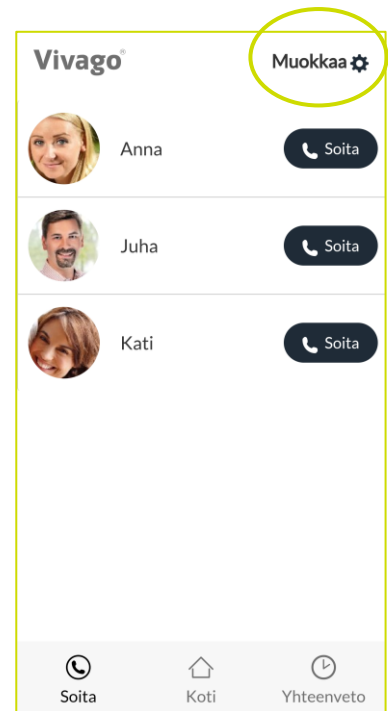 Vivago®
Muokkaa
Anna
Soita
Juha
Soita
Kati
Soita
Soita
Koti
Yhteenveto